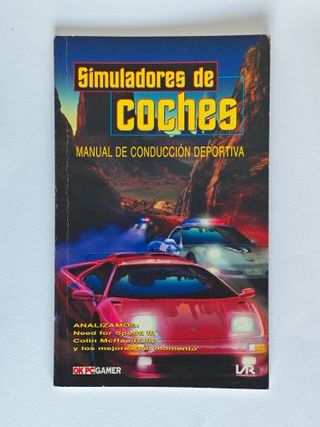 Simuladores de
coches
MANUAL DE CONDUCCIÓN DEPORTIVA
ANALIZAMOS:
Need for Speed III,
Colin McRae Rally
y los mejores del momento
OK PC GAMER